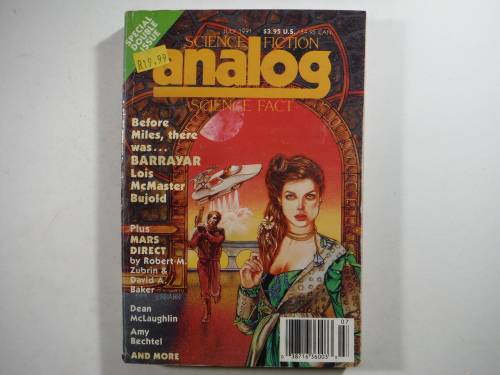 SPECIAL
DOUBLE
ISSUE
R19.99
JULY 1991 $3.95 U.S./$4.95 CAN.
SCIENCE FICTION
analog
SCIENCE FACT
Before
Miles, there
was...
BARRAYAR
Lois
McMaster
Bujold
Plus
MARS
DIRECT
by Robert M.
Zubrin &
David A.
Baker
Dean
McLaughlin
Amy
Bechtel
AND MORE
07